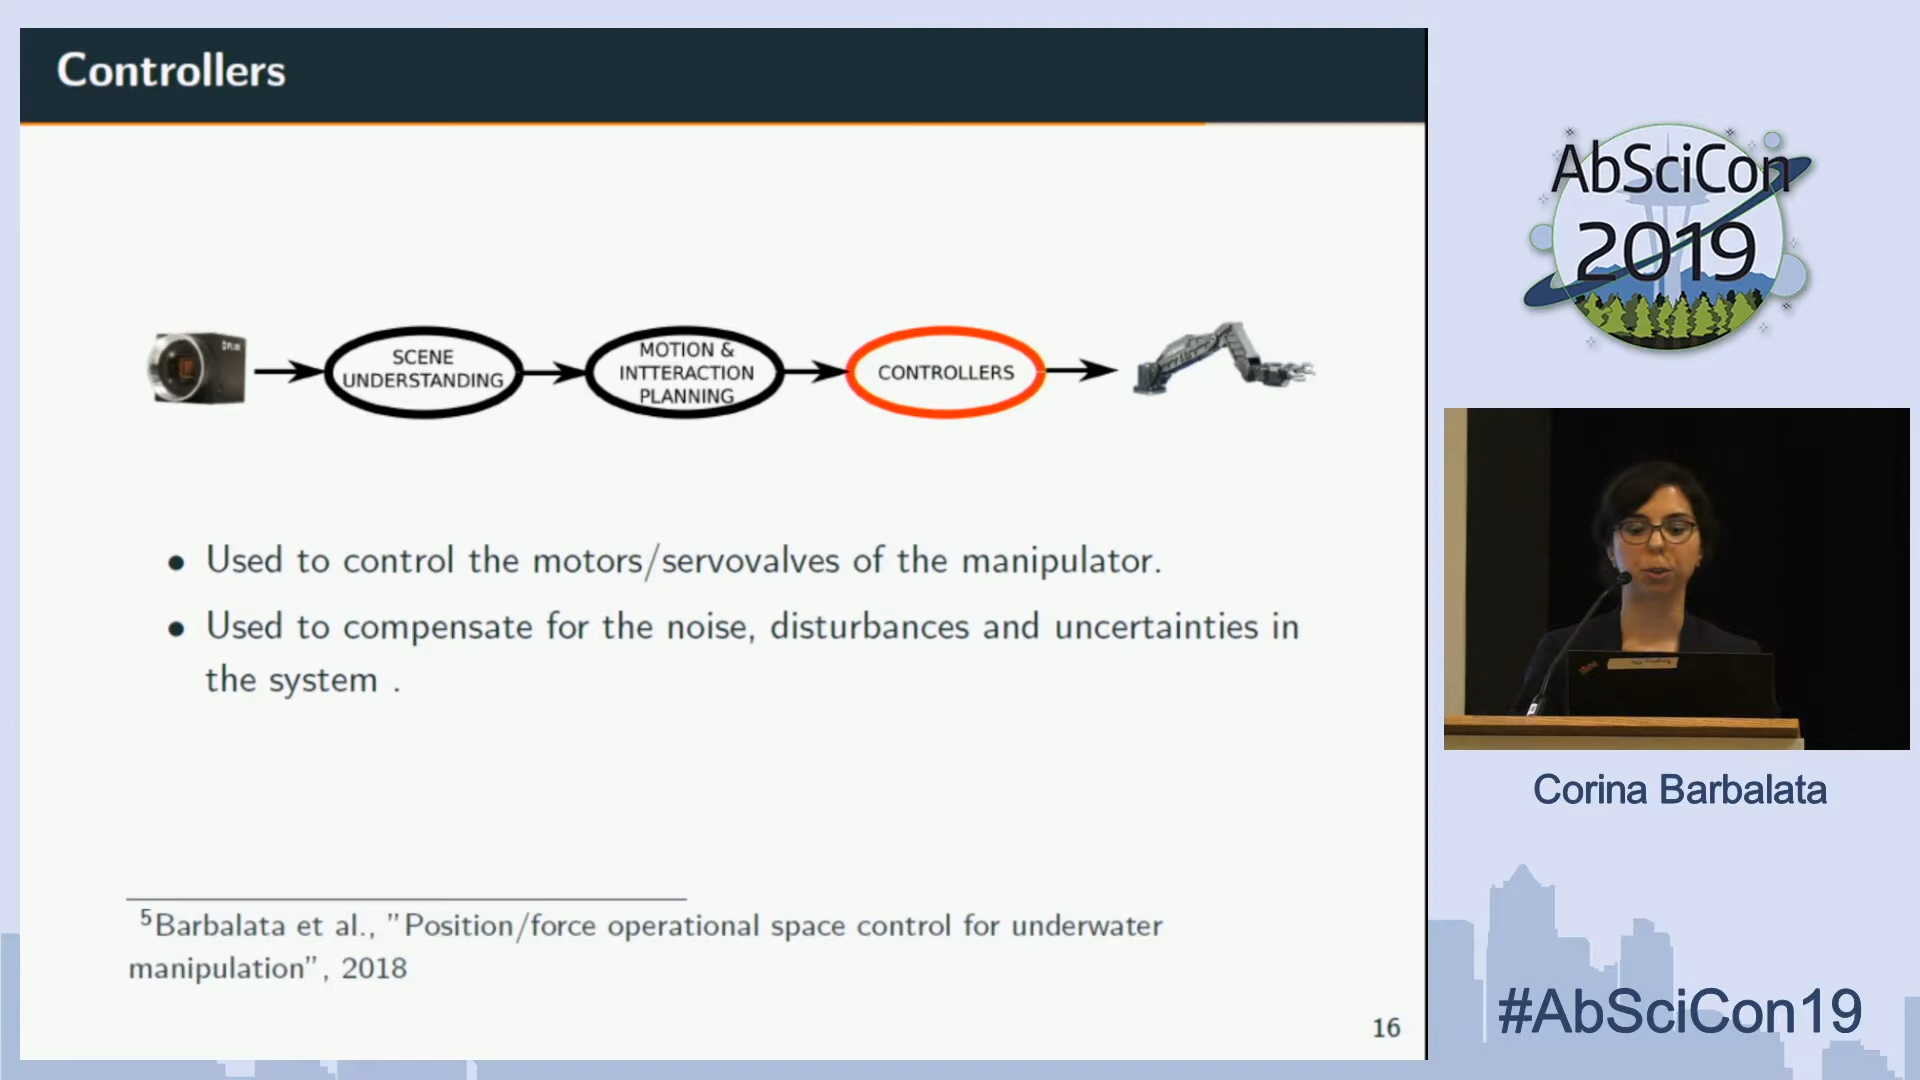 Controllers
SCENE
UNDERSTANDING
MOTION &
INTTERACTION
PLANNING
CONTROLLERS
• Used to control the motors/servovalves of the manipulator.
• Used to compensate for the noise, disturbances and uncertainties in
the system .
5Barbalata et al., "Position/force operational space control for underwater
manipulation", 2018
16
AbSciCon
2019
Corina Barbalata
#AbSciCon19